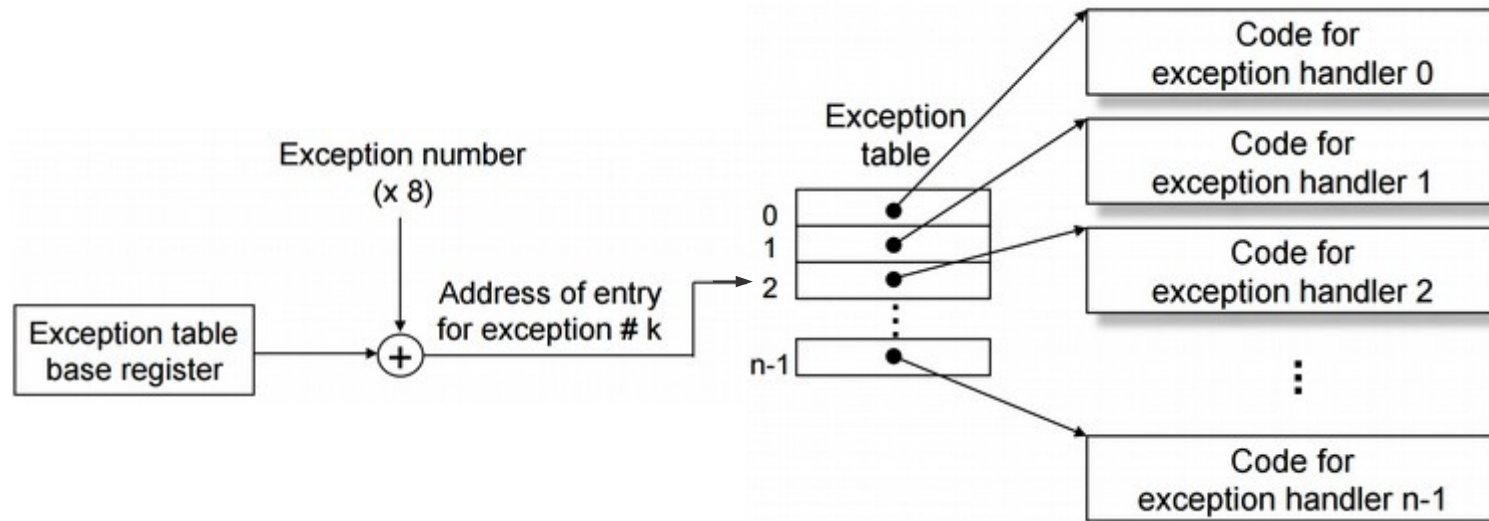 Exception number
(x 8)
Exception table
base register
+
Address of entry
for exception # k
Exception
table
0
1
2
n-1
Code for
exception handler 0
Code for
exception handler 1
Code for
exception handler 2
Code for
exception handler n-1